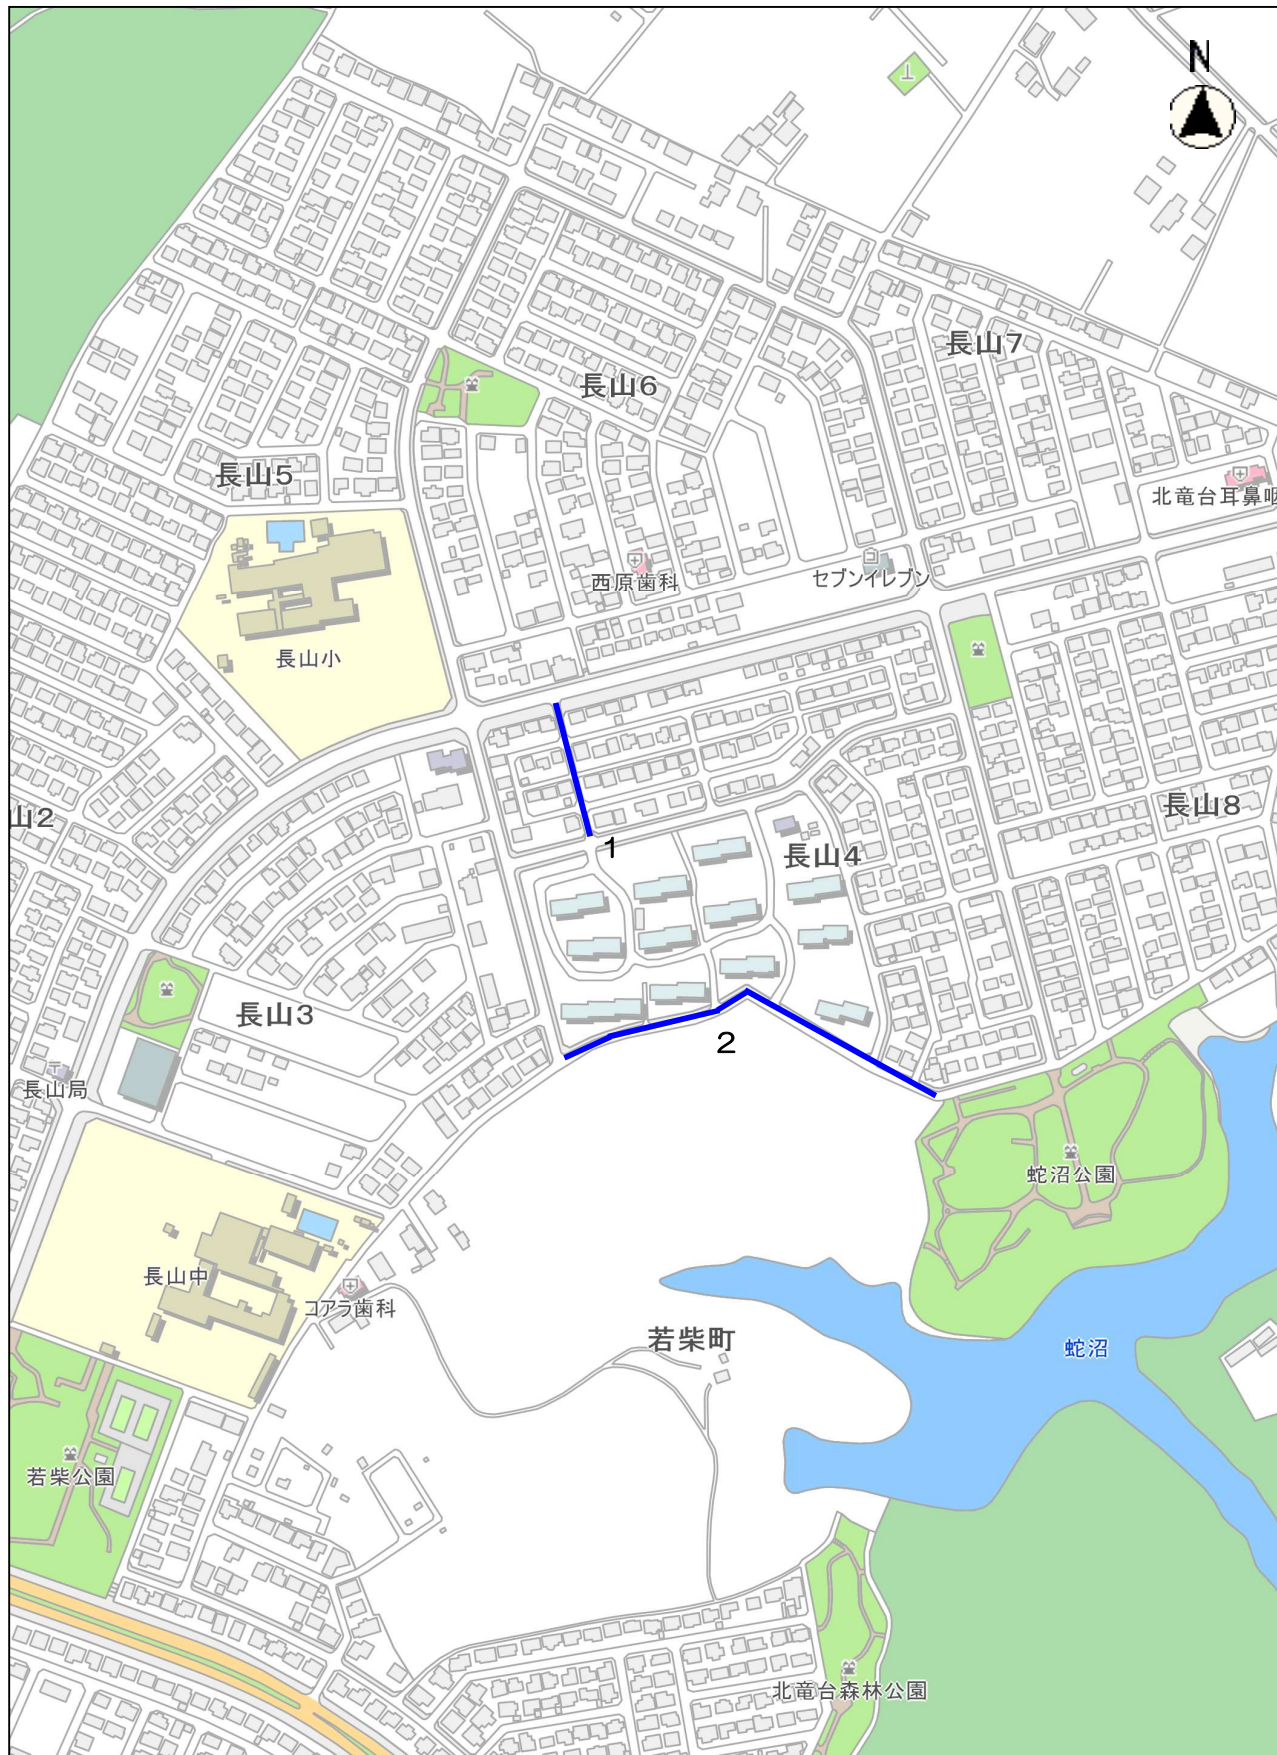 N
長山7
長山6
長山5
北竜台耳鼻咽
西原歯科
セブンイレブン
長山小
山2
長山8
1
長山4
長山3
2
長山局
蛇沼公園
長山中
コアラ歯科
若柴町
蛇沼
若柴公園
北竜台森林公園